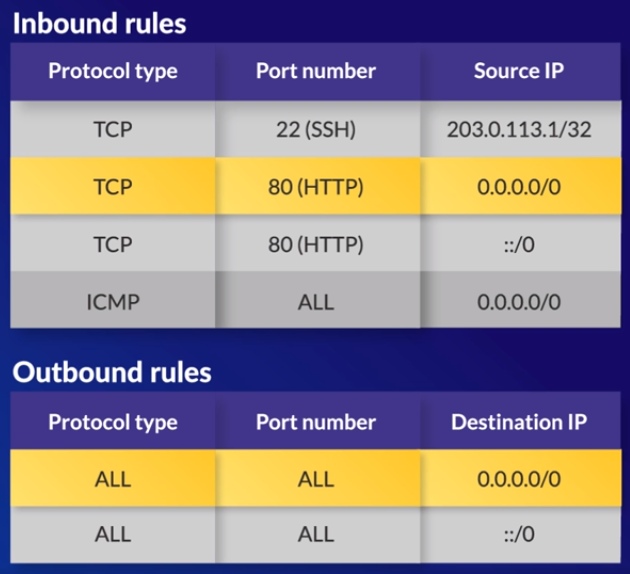 Inbound rules
Protocol type Port number Source IP
TCP 22 (SSH) 203.0.113.1/32
TCP 80 (HTTP) 0.0.0.0/0
TCP 80 (HTTP) ::/0
ICMP ALL 0.0.0.0/0
Outbound rules
Protocol type Port number Destination IP
ALL ALL 0.0.0.0/0
ALL ALL ::/0